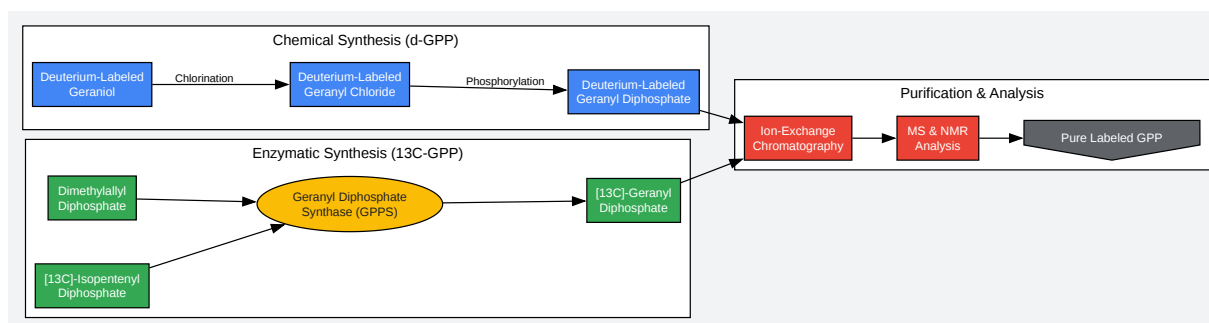 Chemical Synthesis (d-GPP)
Deuterium-Labeled
Geraniol
Chlorination
Deuterium-Labeled
Geranyl Chloride
Phosphorylation
Deuterium-Labeled
Geranyl Diphosphate
Enzymatic Synthesis (13C-GPP)
Dimethylallyl
Diphosphate
[13C]-Isopentenyl
Diphosphate
Geranyl Diphosphate
Synthase (GPPS)
[13C]-Geranyl
Diphosphate
Purification & Analysis
Ion-Exchange
Chromatography
MS & NMR
Analysis
Pure Labeled GPP